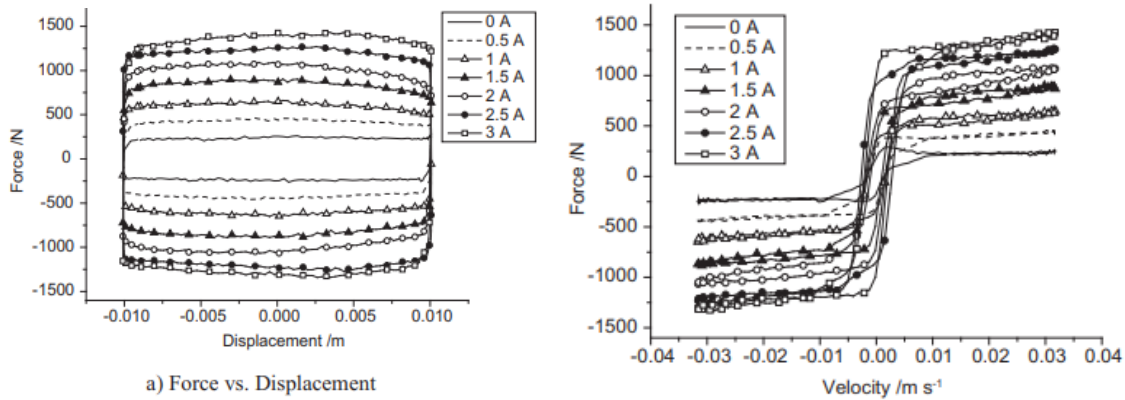 1500
1000
500
0
-500
-1000
-1500
Force /N
-0.010
-0.005
0.000
0.005
0.010
Displacement /m
0 A
0.5 A
1 A
1.5 A
2 A
2.5 A
3 A
a) Force vs. Displacement
1500
1000
500
0
-500
-1000
-1500
Force /N
-0.04
-0.03
-0.02
-0.01
0.00
0.01
0.02
0.03
0.04
Velocity /m s-1
0 A
0.5 A
1 A
1.5 A
2 A
2.5 A
3 A